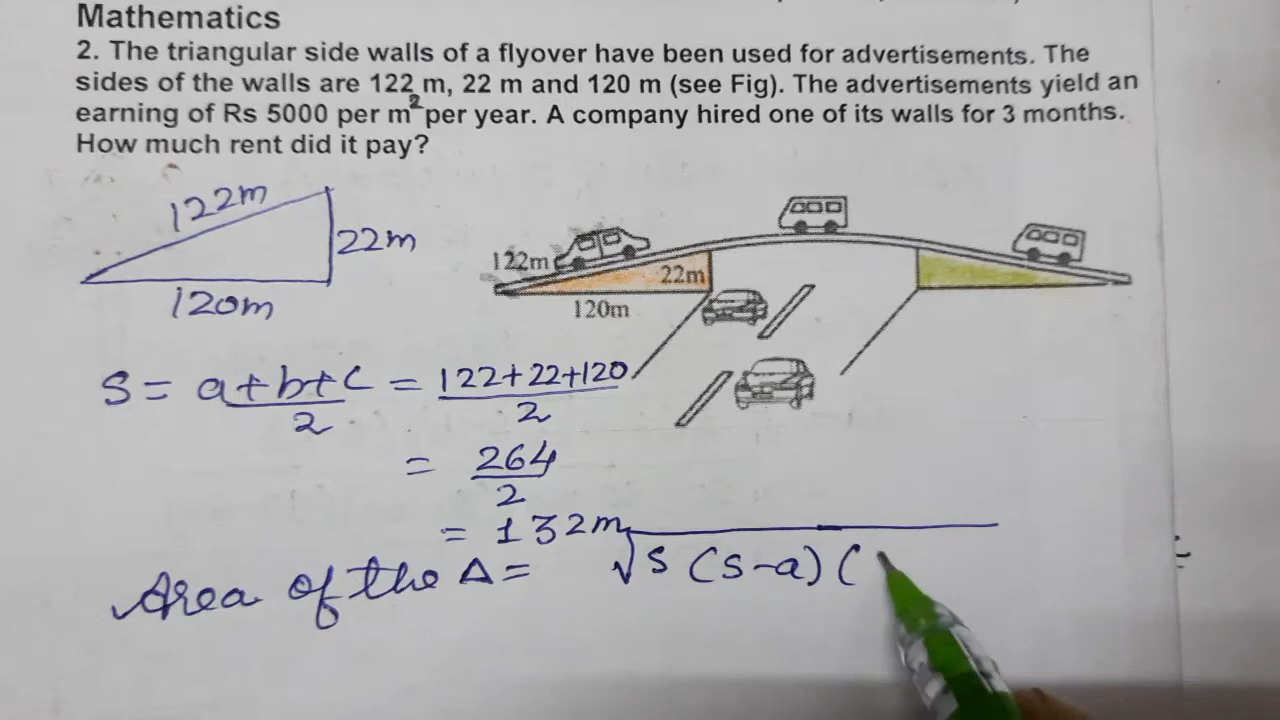 Mathematics
2. The triangular side walls of a flyover have been used for advertisements. The
sides of the walls are 122 m, 22 m and 120 m (see Fig). The advertisements yield an
earning of Rs 5000 per m² per year. A company hired one of its walls for 3 months.
How much rent did it pay?
122m
22m
120m
122m
22m
120m
S = a+b+c/2 = 122+22+120/2
= 264/2
= 132m
Area of the Δ = √s(s-a)(